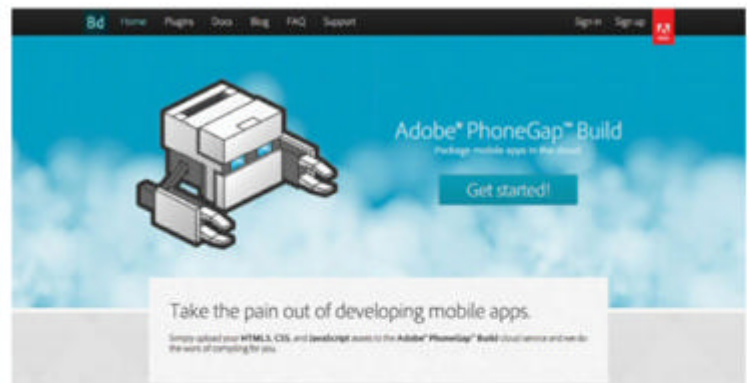 Bd Home Plugins Docs Blog FAQ Support Sign in Sign up
Adobe® PhoneGap™ Build
Package mobile apps in the cloud
Get started!
Take the pain out of developing mobile apps.
Simply upload your HTML5, CSS, and JavaScript assets to the Adobe® PhoneGap™ Build cloud service and we do
the work of compiling for you.